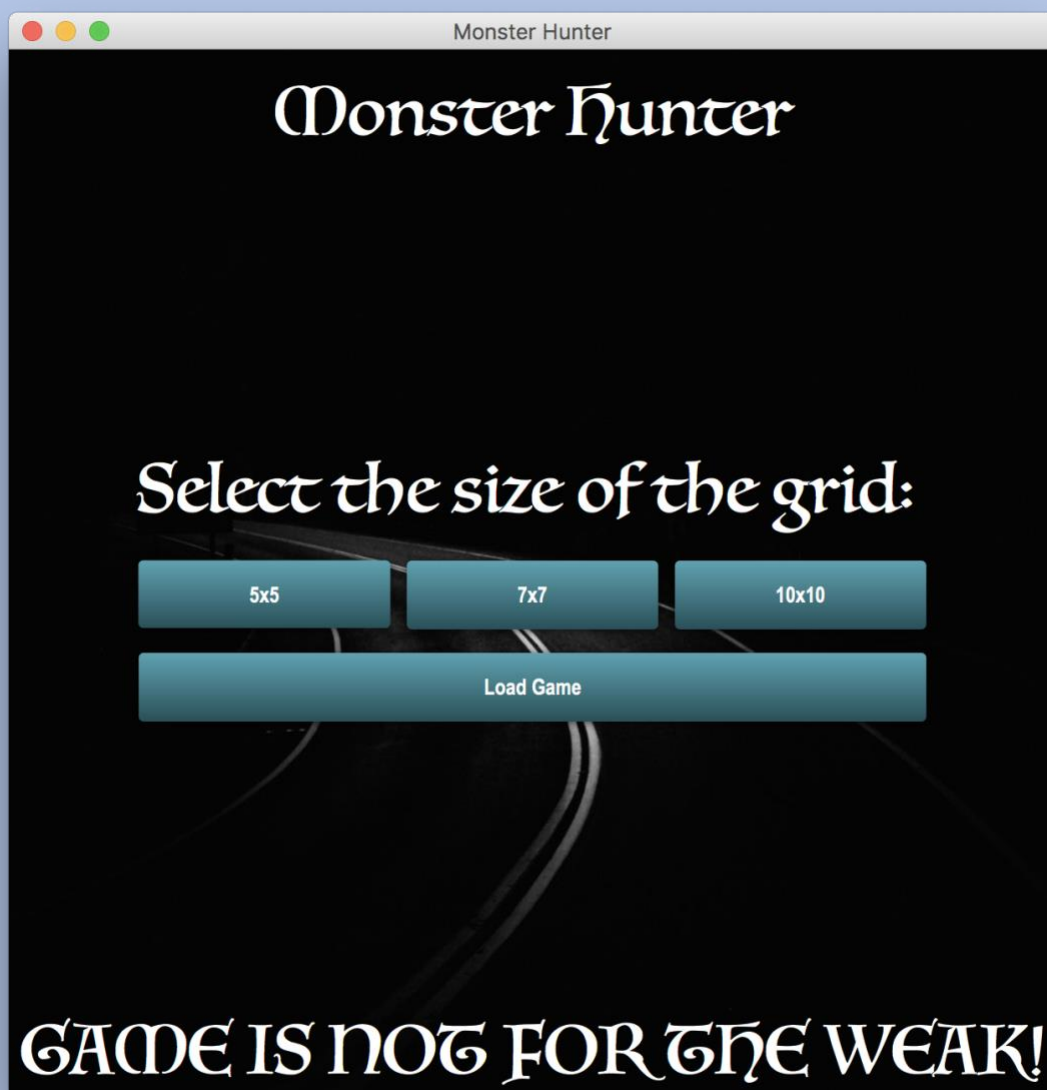 Monster Hunter
Monster Hunter
Select the size of the grid:
5x5 7x7 10x10
Load Game
GAME IS NOT FOR THE WEAK!